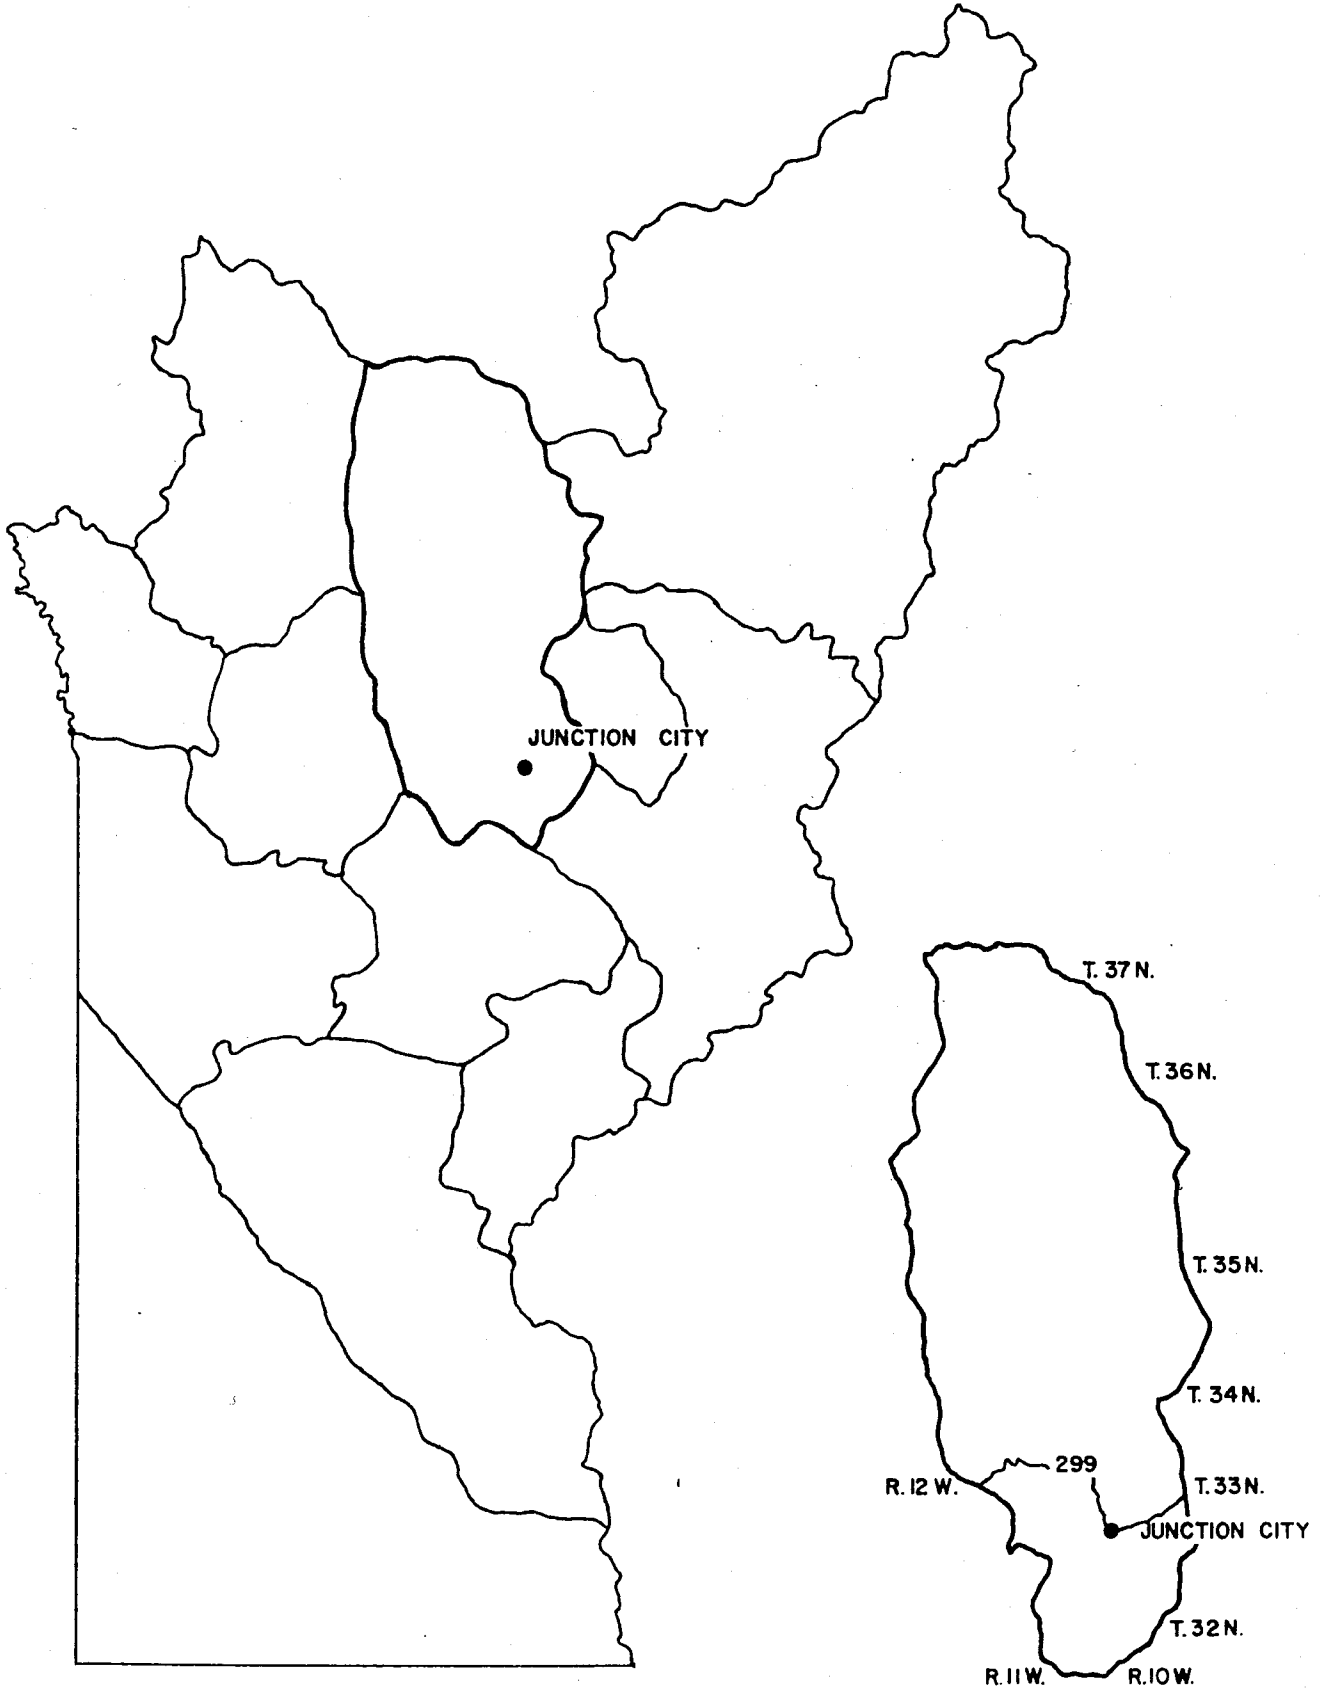 JUNCTION CITY
T. 37 N.
T. 36 N.
T. 35 N.
T. 34 N.
299
R. 12 W.
T. 33 N.
JUNCTION CITY
T. 32 N.
R. 11 W.
R. 10 W.